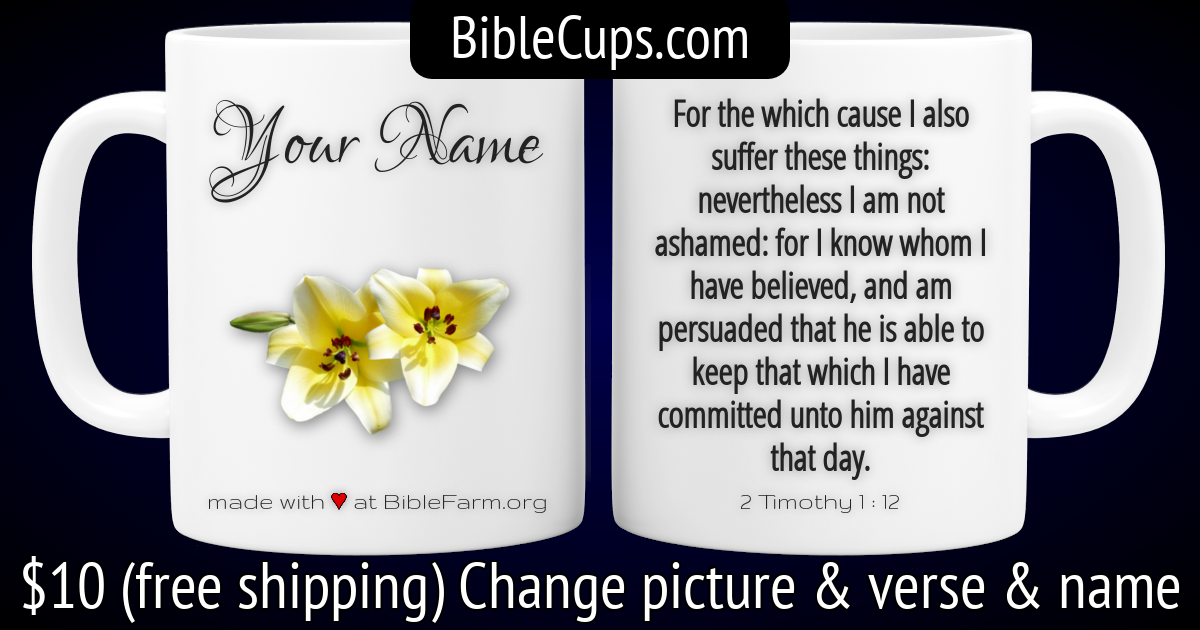 BibleCups.com
Your Name
made with ❤ at BibleFarm.org
For the which cause I also
suffer these things:
nevertheless I am not
ashamed: for I know whom I
have believed, and am
persuaded that he is able to
keep that which I have
committed unto him against
that day.
2 Timothy 1 : 12
$10 (free shipping) Change picture & verse & name